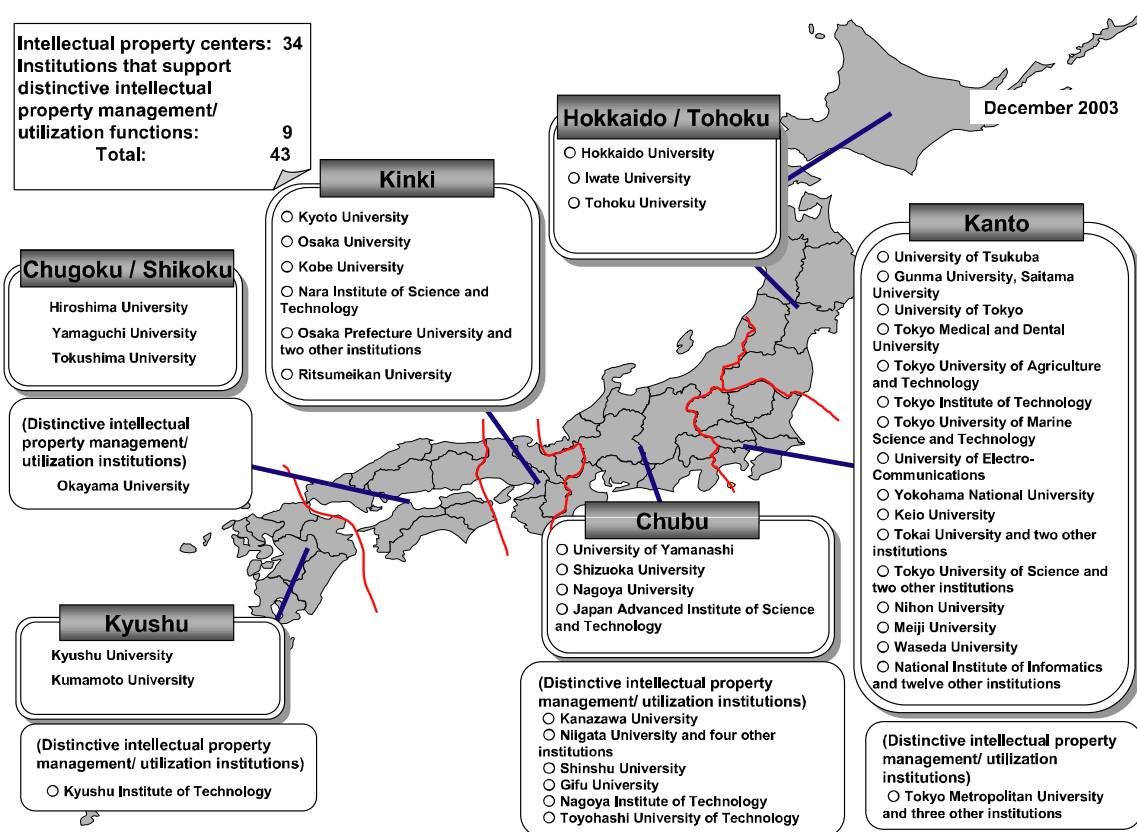 Intellectual property centers: 34
Institutions that support
distinctive intellectual
property management/
utilization functions: 9
Total: 43
December 2003
Hokkaido / Tohoku
○ Hokkaido University
○ Iwate University
○ Tohoku University
Kinki
○ Kyoto University
○ Osaka University
○ Kobe University
○ Nara Institute of Science and
Technology
○ Osaka Prefecture University and
two other institutions
○ Ritsumeikan University
Kanto
○ University of Tsukuba
○ Gunma University, Saitama
University
○ University of Tokyo
○ Tokyo Medical and Dental
University
○ Tokyo University of Agriculture
and Technology
○ Tokyo Institute of Technology
○ Tokyo University of Marine
Science and Technology
○ University of Electro-
Communications
○ Yokohama National University
○ Keio University
○ Tokai University and two other
institutions
○ Tokyo University of Science and
two other institutions
○ Nihon University
○ Meiji University
○ Waseda University
○ National Institute of Informatics
and twelve other institutions
(Distinctive intellectual property
management/ utilization
institutions)
○ Tokyo Metropolitan University
and three other institutions
Chugoku / Shikoku
Hiroshima University
Yamaguchi University
Tokushima University
(Distinctive intellectual
property management/
utilization institutions)
Okayama University
Chubu
○ University of Yamanashi
○ Shizuoka University
○ Nagoya University
○ Japan Advanced Institute of Science
and Technology
(Distinctive intellectual property
management/ utilization institutions)
○ Kanazawa University
○ Niigata University and four other
institutions
○ Shinshu University
○ Gifu University
○ Nagoya Institute of Technology
○ Toyohashi University of Technology
Kyushu
Kyushu University
Kumamoto University
(Distinctive intellectual property
management/ utilization institutions)
○ Kyushu Institute of Technology